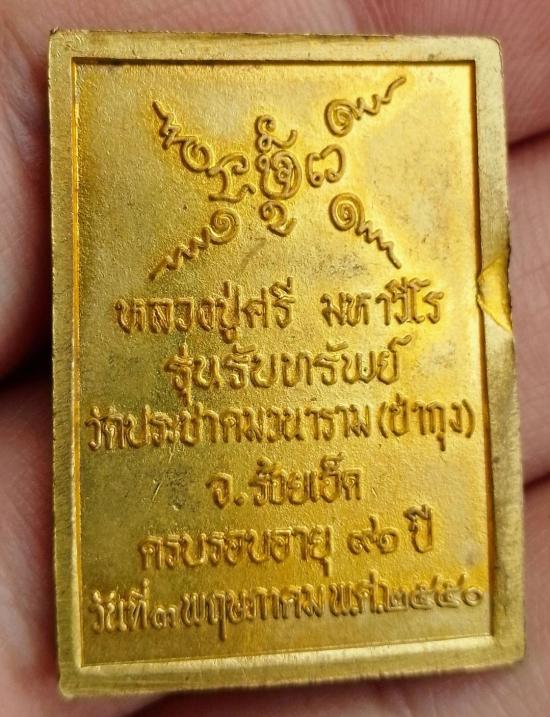 หลวงปู่ศรี มหาวีโร
รุ่นรับทรัพย์
วัดประชาคมวนาราม (ป่ากุง)
จ.ร้อยเอ็ด
ครบรอบอายุ ๙๑ ปี
วันที่ ๓ พฤษภาคม พ.ศ.๒๕๕๐